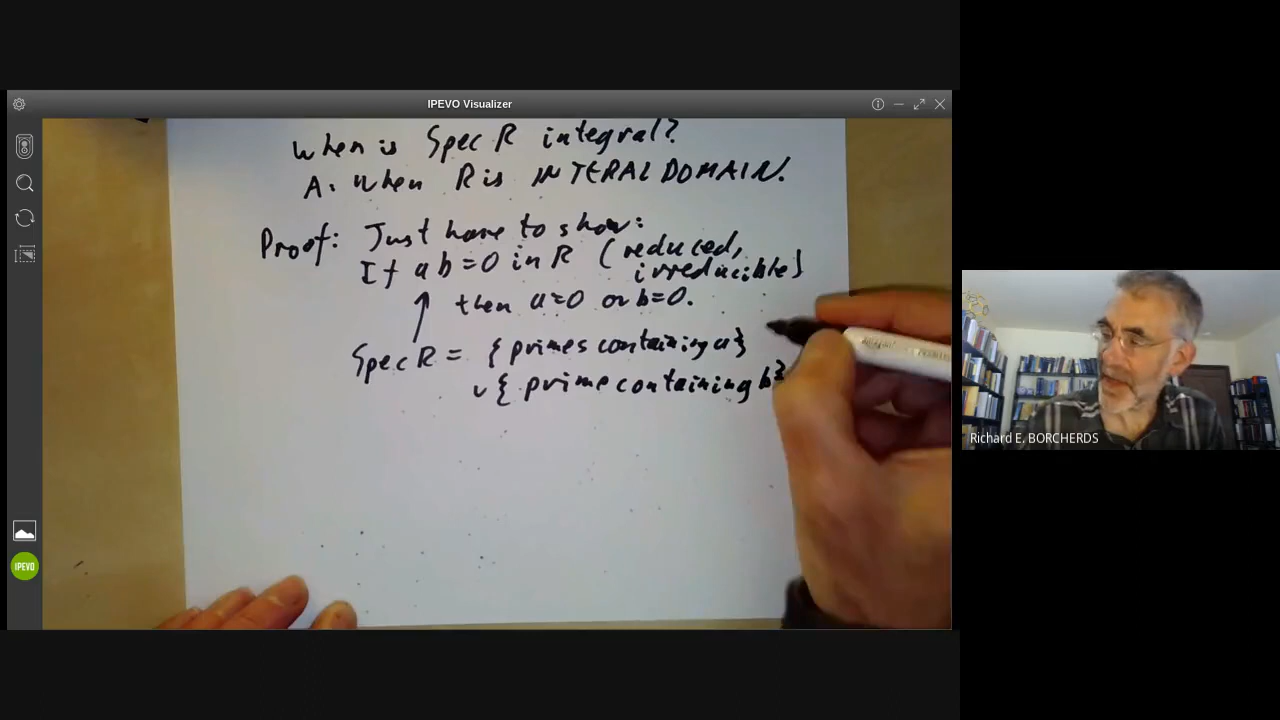 IPEVO Visualizer
When is Spec R integral?
A: When R is INTERAL DOMAIN.
Proof: Just have to show:
If ab=0 in R (reduced,
irreducible)
then a=0 or b=0.
Spec R = {primes containing a}
∪ { prime containing b}
Richard E. BORCHERDS
IPEVO